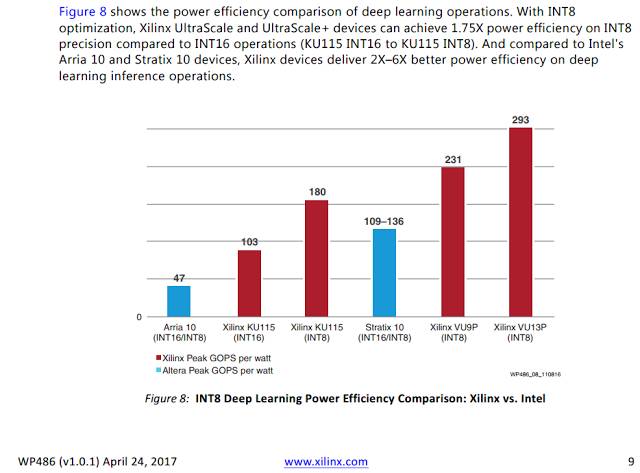 Figure 8 shows the power efficiency comparison of deep learning operations. With INT8
optimization, Xilinx UltraScale and UltraScale+ devices can achieve 1.75X power efficiency on INT8
precision compared to INT16 operations (KU115 INT16 to KU115 INT8). And compared to Intel's
Arria 10 and Stratix 10 devices, Xilinx devices deliver 2X–6X better power efficiency on deep
learning inference operations.
293
231
180
109–136
103
47
0
Arria 10 Xilinx KU115 Xilinx KU115 Stratix 10 Xilinx VU9P Xilinx VU13P
(INT16/INT8) (INT16) (INT8) (INT16/INT8) (INT8) (INT8)
Xilinx Peak GOPS per watt
Altera Peak GOPS per watt
WP486_08_110816
Figure 8: INT8 Deep Learning Power Efficiency Comparison: Xilinx vs. Intel
WP486 (v1.0.1) April 24, 2017 www.xilinx.com 9